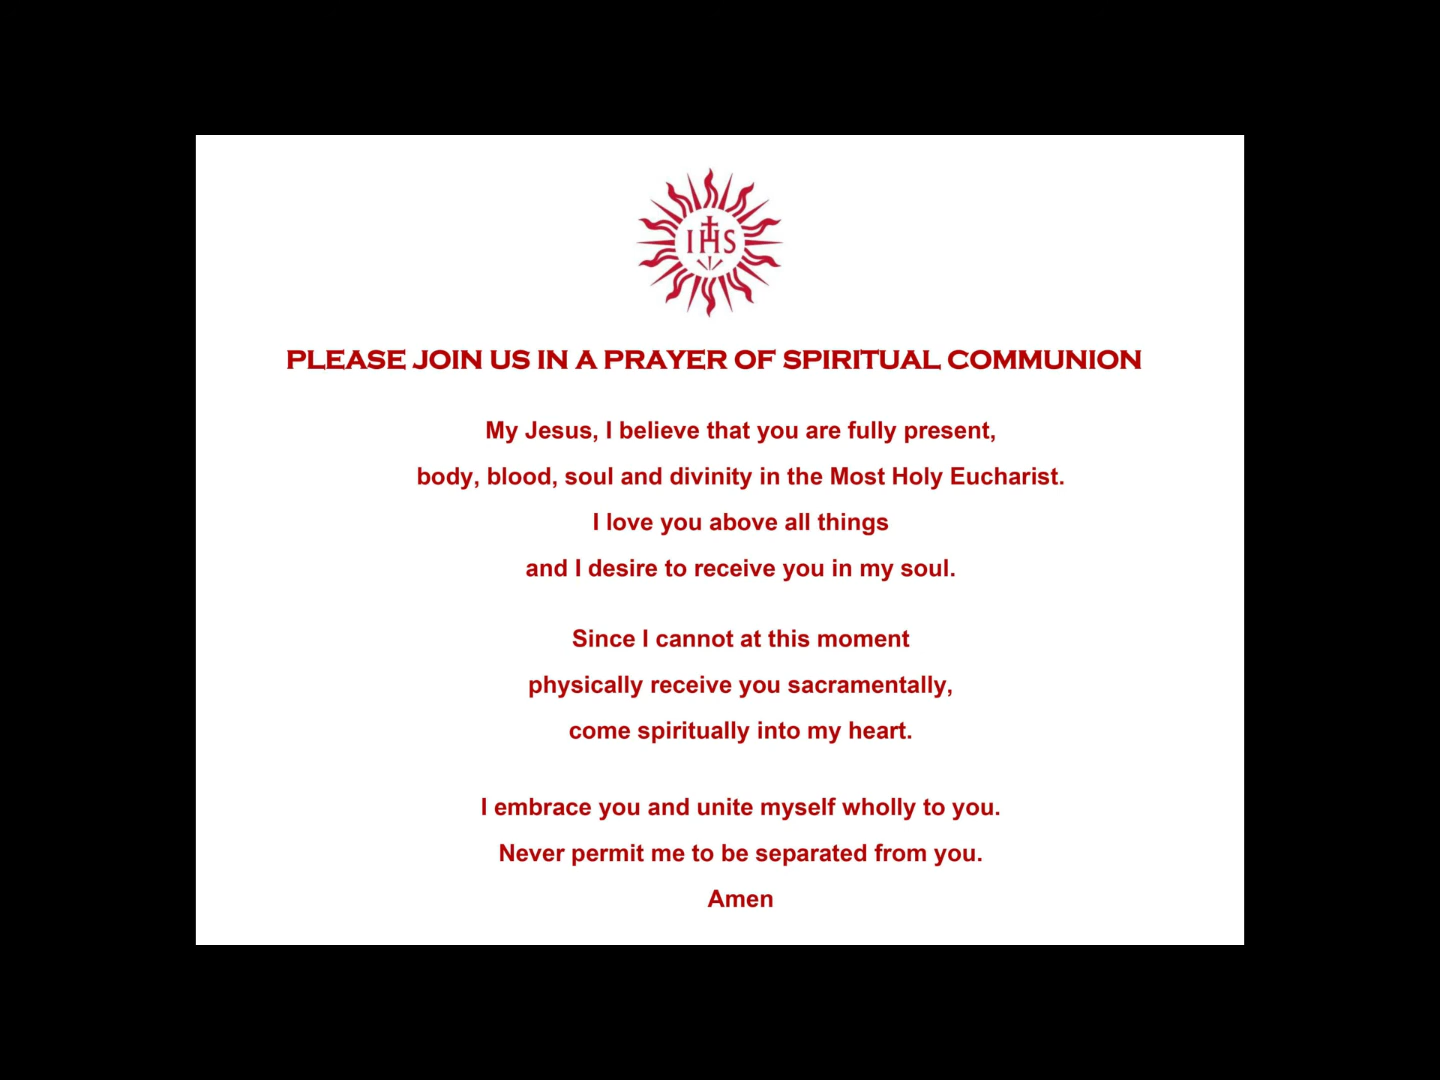 IHS
PLEASE JOIN US IN A PRAYER OF SPIRITUAL COMMUNION
My Jesus, I believe that you are fully present,
body, blood, soul and divinity in the Most Holy Eucharist.
I love you above all things
and I desire to receive you in my soul.
Since I cannot at this moment
physically receive you sacramentally,
come spiritually into my heart.
I embrace you and unite myself wholly to you.
Never permit me to be separated from you.
Amen